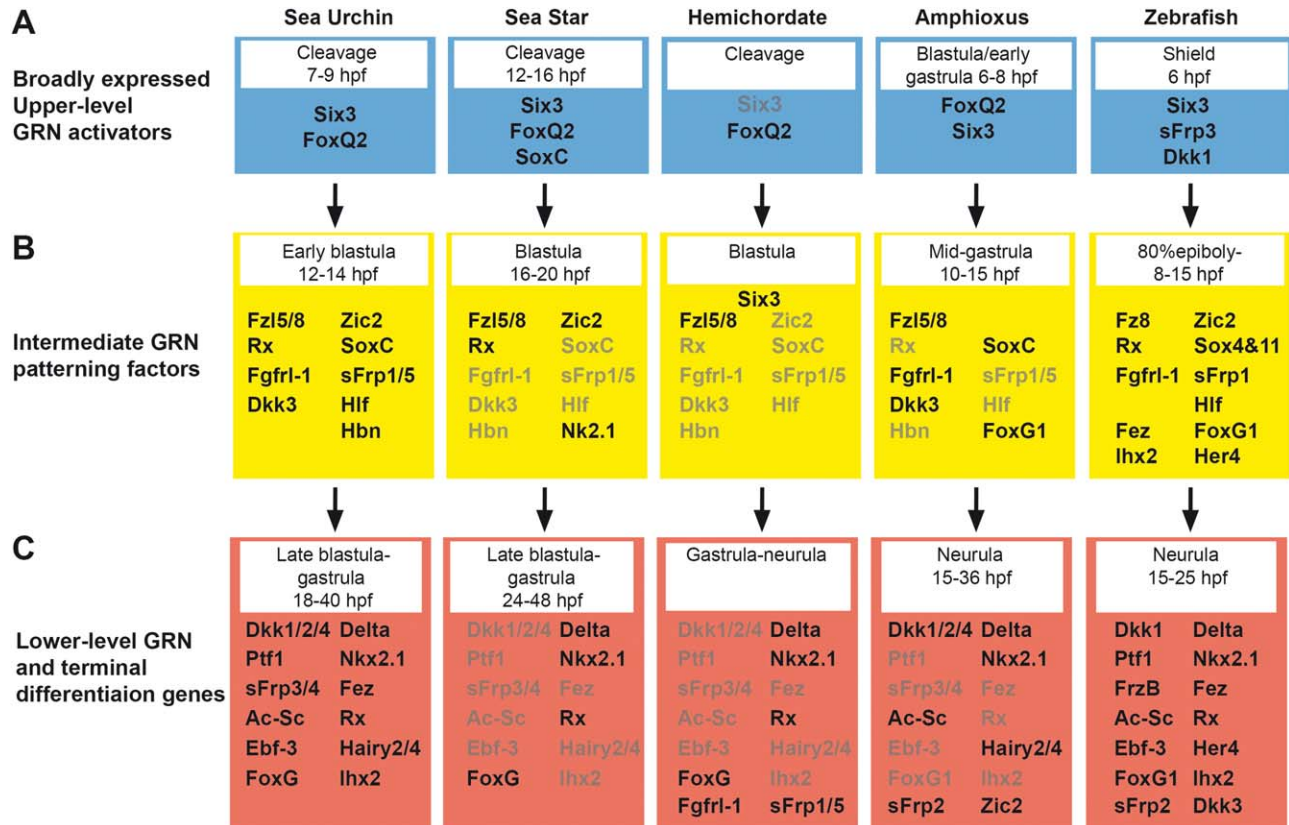 Sea Urchin
Sea Star
Hemichordate
Amphioxus
Zebrafish
A
Broadly expressed
Upper-level
GRN activators
Cleavage
7-9 hpf
Six3
FoxQ2
Cleavage
12-16 hpf
Six3
FoxQ2
SoxC
Cleavage
Six3
FoxQ2
Blastula/early
gastrula 6-8 hpf
FoxQ2
Six3
Shield
6 hpf
Six3
sFrp3
Dkk1
B
Intermediate GRN
patterning factors
Early blastula
12-14 hpf
Fzl5/8 Zic2
Rx SoxC
Fgfrl-1 sFrp1/5
Dkk3 Hlf
Hbn
Blastula
16-20 hpf
Fzl5/8 Zic2
Rx SoxC
Fgfrl-1 sFrp1/5
Dkk3 Hlf
Hbn Nk2.1
Blastula
Six3
Fzl5/8 Zic2
Rx SoxC
Fgfrl-1 sFrp1/5
Dkk3 Hlf
Hbn
Mid-gastrula
10-15 hpf
Fzl5/8
Rx SoxC
Fgfrl-1 sFrp1/5
Dkk3 Hlf
Hbn FoxG1
80%epiboly-
8-15 hpf
Fz8 Zic2
Rx Sox4&11
Fgfrl-1 sFrp1
Hlf
Fez FoxG1
lhx2 Her4
C
Lower-level GRN
and terminal
differentiaion genes
Late blastula-
gastrula
18-40 hpf
Dkk1/2/4 Delta
Ptf1 Nkx2.1
sFrp3/4 Fez
Ac-Sc Rx
Ebf-3 Hairy2/4
FoxG lhx2
Late blastula-
gastrula
24-48 hpf
Dkk1/2/4 Delta
Ptf1 Nkx2.1
sFrp3/4 Fez
Ac-Sc Rx
Ebf-3 Hairy2/4
FoxG lhx2
Gastrula-neurula
Dkk1/2/4 Delta
Ptf1 Nkx2.1
sFrp3/4 Fez
Ac-Sc Rx
Ebf-3 Hairy2/4
FoxG lhx2
Fgfrl-1 sFrp1/5
Neurula
15-36 hpf
Dkk1/2/4 Delta
Ptf1 Nkx2.1
sFrp3/4 Fez
Ac-Sc Rx
Ebf-3 Hairy2/4
FoxG1 lhx2
sFrp2 Zic2
Neurula
15-25 hpf
Dkk1 Delta
Ptf1 Nkx2.1
FrzB Fez
Ac-Sc Rx
Ebf-3 Her4
FoxG1 lhx2
sFrp2 Dkk3